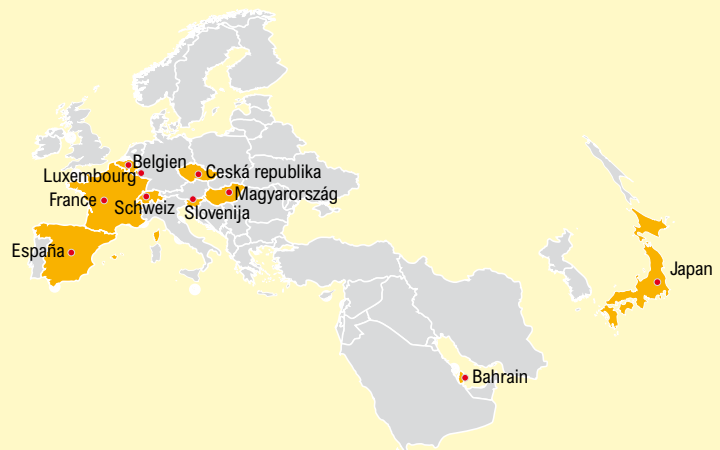 Belgien
Luxembourg
Ceská republika
France
Schweiz
Magyarország
Slovenija
España
Japan
Bahrain